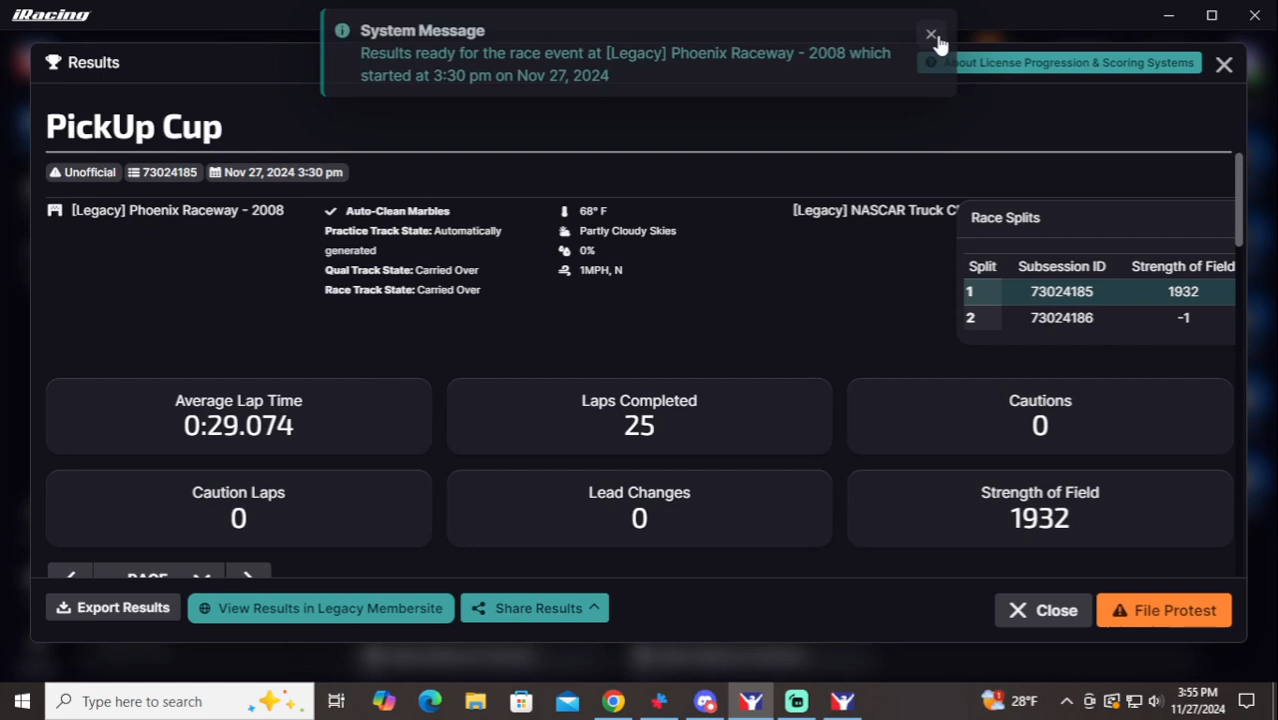 iRacing
System Message
Results ready for the race event at [Legacy] Phoenix Raceway - 2008 which
started at 3:30 pm on Nov 27, 2024
Results
About License Progression & Scoring Systems
PickUp Cup
Unofficial
73024185
Nov 27, 2024 3:30 pm
[Legacy] Phoenix Raceway - 2008
Auto-Clean Marbles
Practice Track State: Automatically
generated
Qual Track State: Carried Over
Race Track State: Carried Over
68° F
Partly Cloudy Skies
0%
1MPH, N
[Legacy] NASCAR Truck
Race Splits
Split Subsession ID Strength of Field
1 73024185 1932
2 73024186 -1
Average Lap Time
0:29.074
Laps Completed
25
Cautions
0
Caution Laps
0
Lead Changes
0
Strength of Field
1932
RACE
Export Results
View Results in Legacy Membersite
Share Results
Close
File Protest
Type here to search
28°F
3:55 PM
11/27/2024